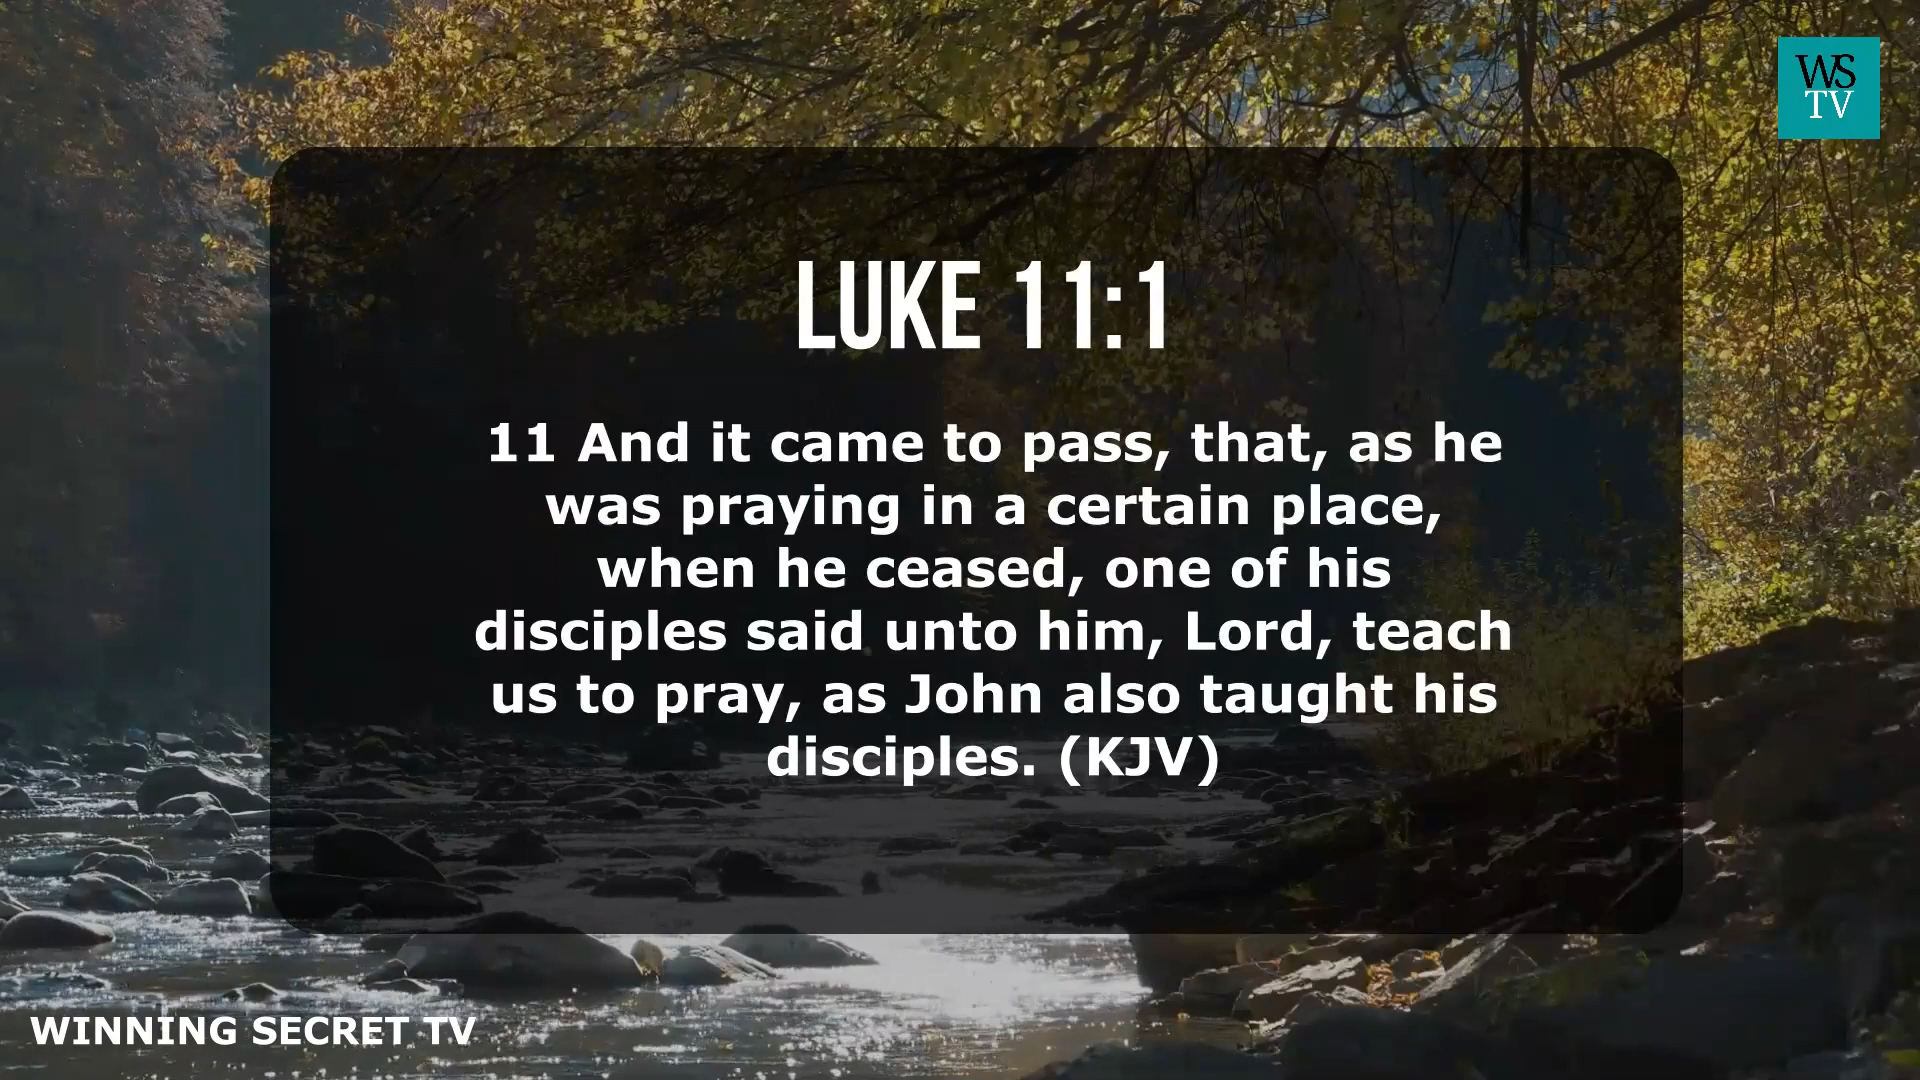 WS
TV
LUKE 11:1
11 And it came to pass, that, as he
was praying in a certain place,
when he ceased, one of his
disciples said unto him, Lord, teach
us to pray, as John also taught his
disciples. (KJV)
WINNING SECRET TV